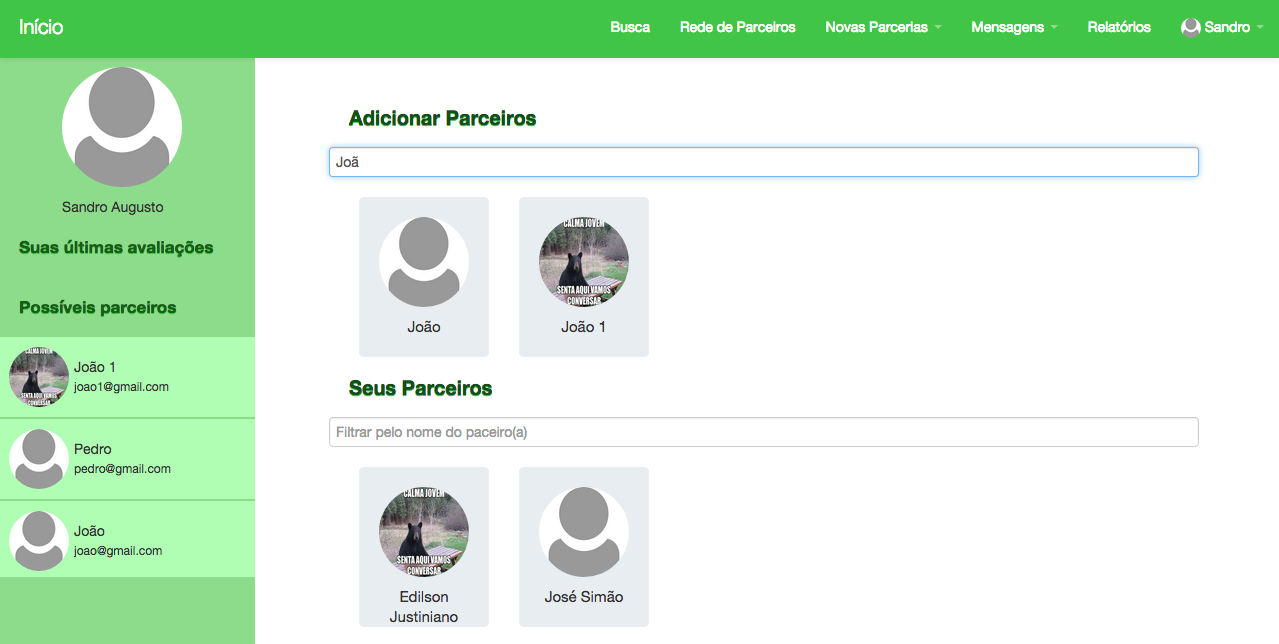 Início
Busca
Rede de Parceiros
Novas Parcerias
Mensagens
Relatórios
Sandro
Sandro Augusto
Suas últimas avaliações
Possíveis parceiros
CALMA JOVEM
SENTA AQUI VAMOS
CONVERSAR
João 1
joao1@gmail.com
Pedro
pedro@gmail.com
João
joao@gmail.com
Adicionar Parceiros
Joã
João
CALMA JOVEM
SENTA AQUI VAMOS
CONVERSAR
João 1
Seus Parceiros
Filtrar pelo nome do paceiro(a)
CALMA JOVEM
SENTA AQUI VAMOS
CONVERSAR
Edilson
Justiniano
José Simão